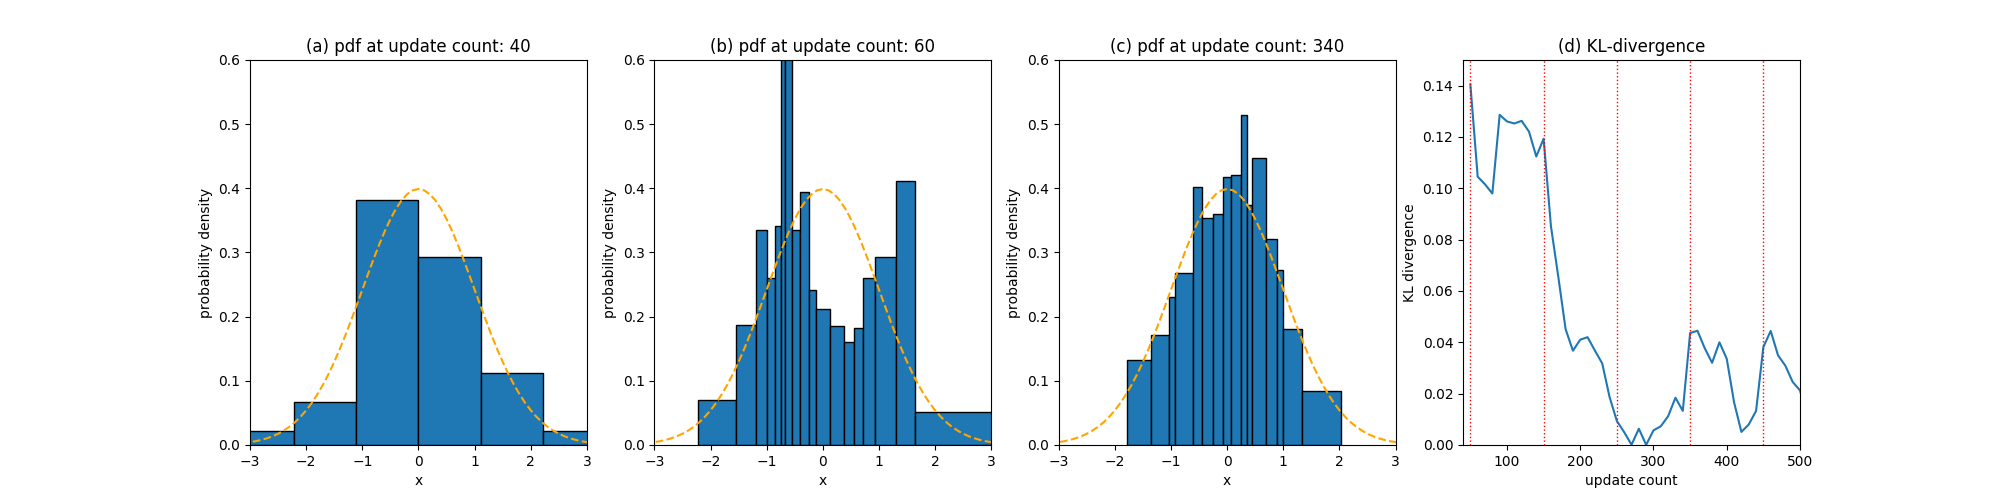 (a) pdf at update count: 40
probability density
0.6
0.5
0.4
0.3
0.2
0.1
0.0
−3 −2 −1 0 1 2 3
x
(b) pdf at update count: 60
probability density
0.6
0.5
0.4
0.3
0.2
0.1
0.0
−3 −2 −1 0 1 2 3
x
(c) pdf at update count: 340
probability density
0.6
0.5
0.4
0.3
0.2
0.1
0.0
−3 −2 −1 0 1 2 3
x
(d) KL-divergence
KL divergence
0.14
0.12
0.10
0.08
0.06
0.04
0.02
0.00
100 200 300 400 500
update count